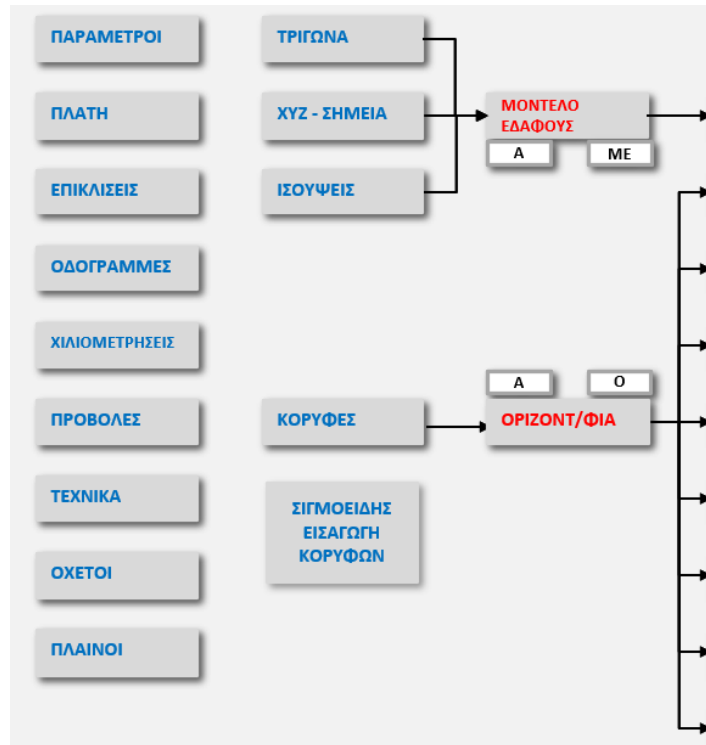 ΠΑΡΑΜΕΤΡΟΙ
ΠΛΑΤΗ
ΕΠΙΚΛΙΣΕΙΣ
ΟΔΟΓΡΑΜΜΕΣ
ΧΙΛΙΟΜΕΤΡΗΣΕΙΣ
ΠΡΟΒΟΛΕΣ
ΤΕΧΝΙΚΑ
ΟΧΕΤΟΙ
ΠΛΑΙΝΟΙ
ΤΡΙΓΩΝΑ
ΧΥΖ - ΣΗΜΕΙΑ
ΙΣΟΥΨΕΙΣ
ΚΟΡΥΦΕΣ
ΣΙΓΜΟΕΙΔΗΣ
ΕΙΣΑΓΩΓΗ
ΚΟΡΥΦΩΝ
ΜΟΝΤΕΛΟ
ΕΔΑΦΟΥΣ
Α
ΜΕ
Α
Ο
ΟΡΙΖΟΝΤ/ΦΙΑ